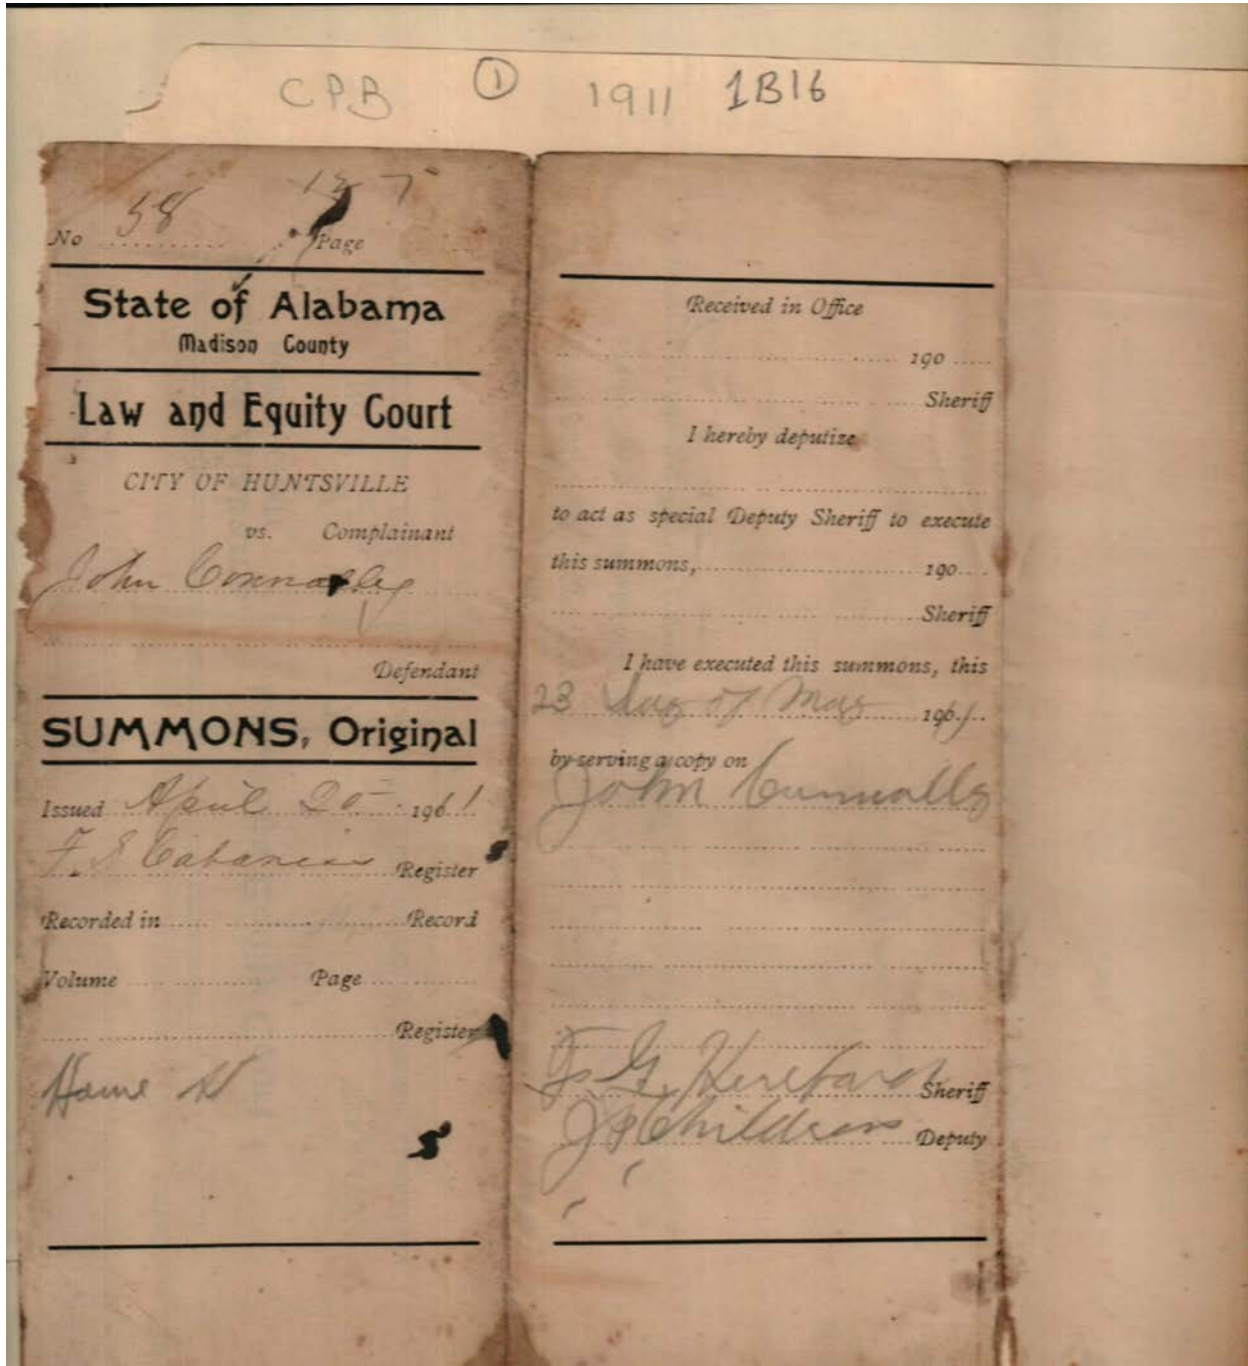 CPB 1 1911 1B16
58 127
No Page
State of Alabama
Madison County
Law and Equity Court
CITY OF HUNTSVILLE
vs. Complainant
John Connally
Defendant
SUMMONS, Original
Issued April 20 1911
F. S. Cabaniss Register
Recorded in Record
Volume Page
Register
Received in Office
190
Sheriff
I hereby deputize
to act as special Deputy Sheriff to execute
this summons, 190
Sheriff
I have executed this summons, this
23 day of May 1911
by serving a copy on
John Connally
Sheriff
Childress Deputy